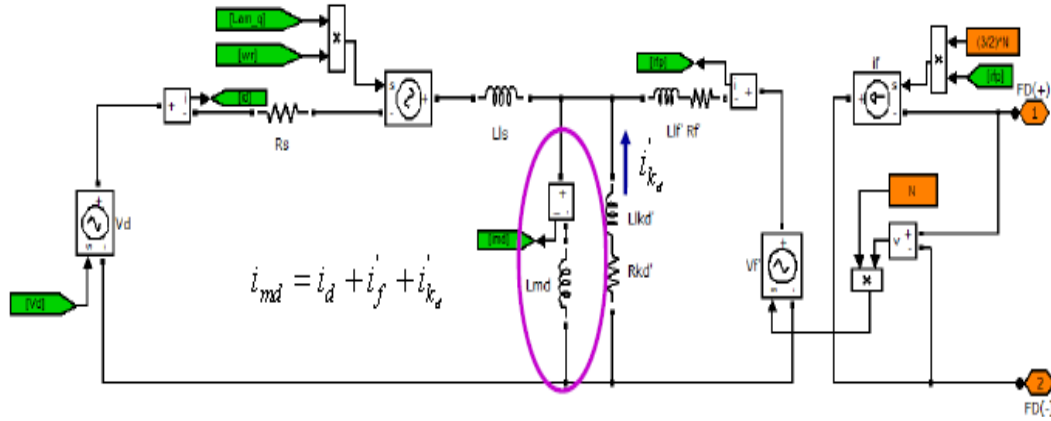 [Lam_q]
[wr]
×
s
+
-
[id]
i
+
-
Rs
Lls
[ifp]
i
+
-
Llf' Rf'
if
×
(3/2)*N
[ifp]
s
+
-
FD(+)
1
i'kd
Vd
+
[Vd]
imd = id + i'f + i'kd
[imd]
Lmd
Llkd'
Rkd'
Vf'
+
N
v
+
-
×
2
FD(-)